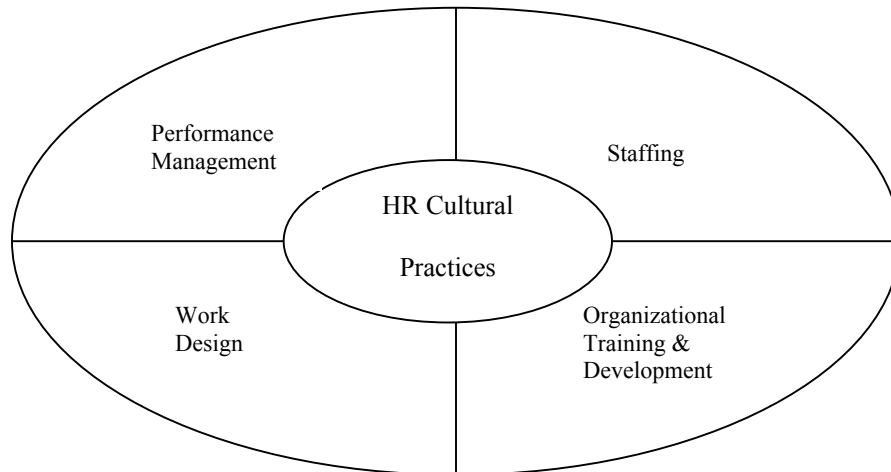 Performance
Management
Staffing
HR Cultural
Practices
Work
Design
Organizational
Training &
Development